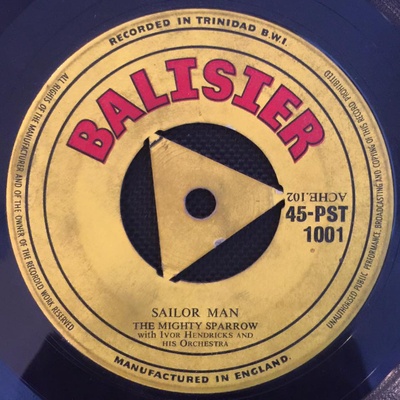 RECORDED IN TRINIDAD B.W.I.
BALISIER
ACHE.102
45-PST
1001
SAILOR MAN
THE MIGHTY SPARROW
with IVOR HENDRICKS AND
HIS ORCHESTRA
ALL RIGHTS OF THE MANUFACTURER AND OF THE OWNER OF THE RECORDED WORK RESERVED
UNAUTHORISED PUBLIC PERFORMANCE, BROADCASTING AND COPYING OF THIS RECORD PROHIBITED
MANUFACTURED IN ENGLAND.